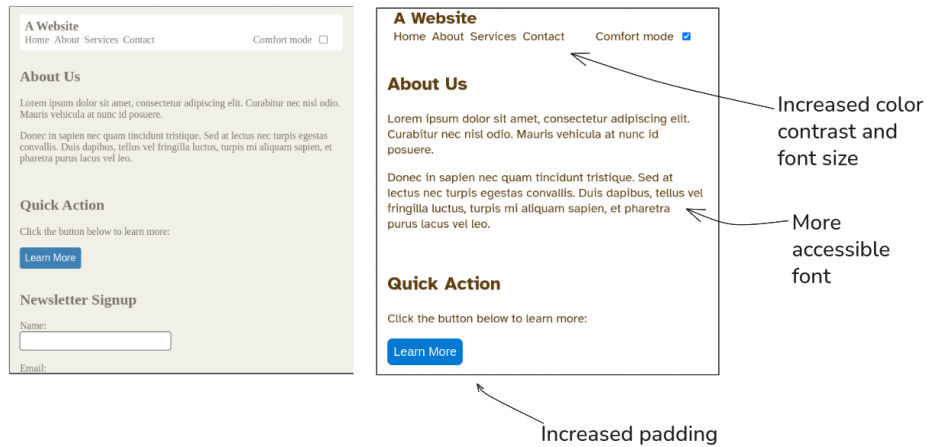 A Website
Home About Services Contact Comfort mode
About Us
Lorem ipsum dolor sit amet, consectetur adipiscing elit. Curabitur nec nisl odio.
Mauris vehicula at nunc id posuere.
Donec in sapien nec quam tincidunt tristique. Sed at lectus nec turpis egestas
convallis. Duis dapibus, tellus vel fringilla luctus, turpis mi aliquam sapien, et
pharetra purus lacus vel leo.
Quick Action
Click the button below to learn more:
Learn More
Newsletter Signup
Name:
Email:
A Website
Home About Services Contact Comfort mode
About Us
Lorem ipsum dolor sit amet, consectetur adipiscing elit.
Curabitur nec nisl odio. Mauris vehicula at nunc id
posuere.
Donec in sapien nec quam tincidunt tristique. Sed at
lectus nec turpis egestas convallis. Duis dapibus, tellus vel
fringilla luctus, turpis mi aliquam sapien, et pharetra
purus lacus vel leo.
Quick Action
Click the button below to learn more:
Learn More
Increased color
contrast and
font size
More
accessible
font
Increased padding